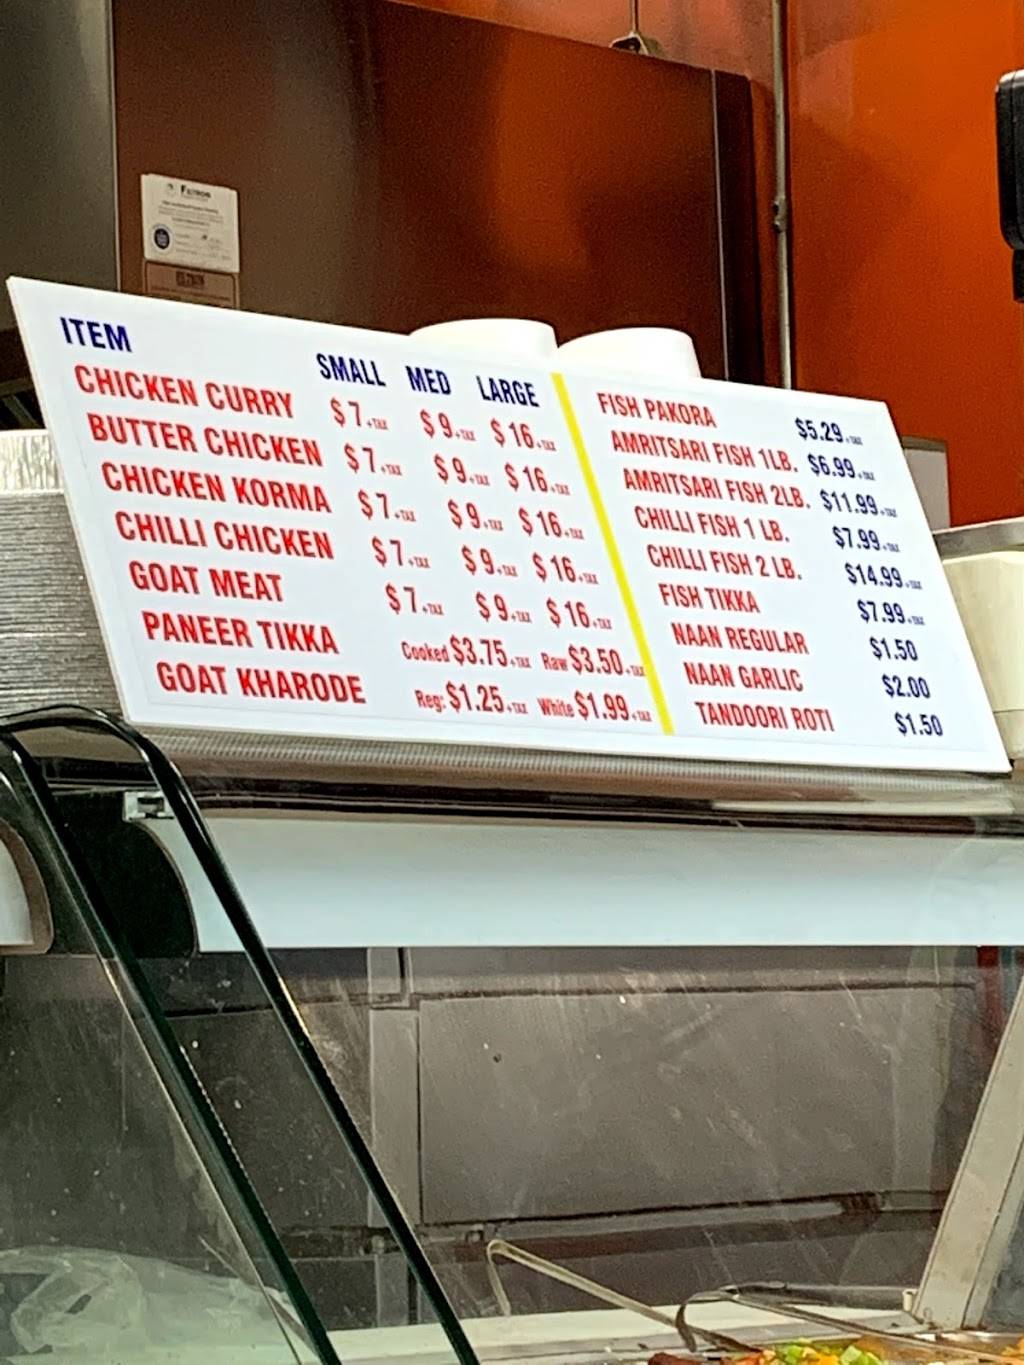 FETROS
ITEM SMALL MED LARGE
CHICKEN CURRY $7.+TAX $9.+TAX $16.+TAX
BUTTER CHICKEN $7.+TAX $9.+TAX $16.+TAX
CHICKEN KORMA $7.+TAX $9.+TAX $16.+TAX
CHILLI CHICKEN $7.+TAX $9.+TAX $16.+TAX
GOAT MEAT $7.+TAX $9.+TAX $16.+TAX
PANEER TIKKA Cooked $3.75+TAX Raw $3.50+TAX
GOAT KHARODE Reg: $1.25+TAX White $1.99+TAX
FISH PAKORA $5.29+TAX
AMRITSARI FISH 1LB. $6.99+TAX
AMRITSARI FISH 2LB. $11.99+TAX
CHILLI FISH 1 LB. $7.99+TAX
CHILLI FISH 2 LB. $14.99+TAX
FISH TIKKA $7.99+TAX
NAAN REGULAR $1.50
NAAN GARLIC $2.00
TANDOORI ROTI $1.50